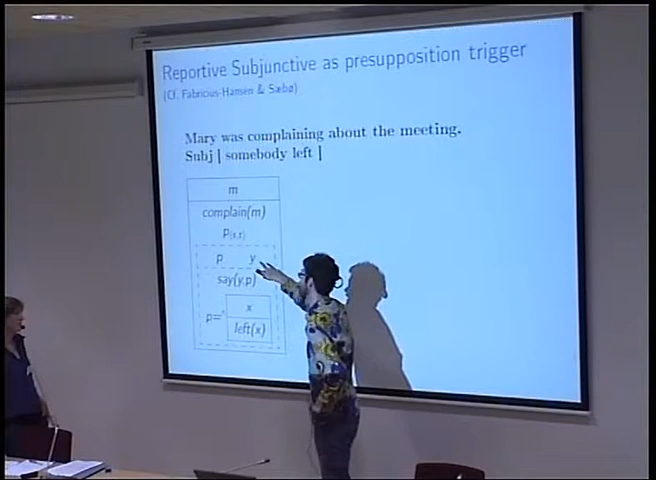 Reportive Subjunctive as presupposition trigger
(Cf. Fabricius-Hansen & Sæbø)
Mary was complaining about the meeting.
Subj [ somebody left ]
m
complain(m)
P⟨s,t⟩
p y
say(y,p)
x
p=^
left(x)